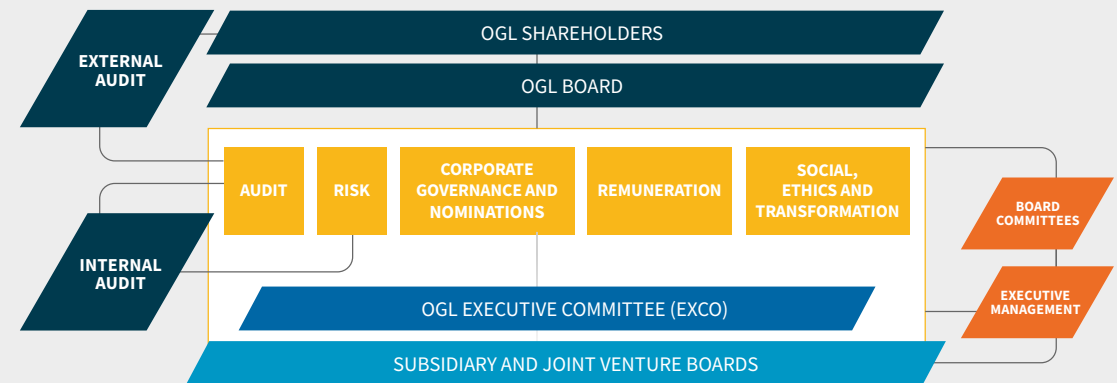 EXTERNAL
AUDIT
OGL SHAREHOLDERS
OGL BOARD
AUDIT
RISK
CORPORATE
GOVERNANCE AND
NOMINATIONS
REMUNERATION
SOCIAL,
ETHICS AND
TRANSFORMATION
BOARD
COMMITTEES
INTERNAL
AUDIT
OGL EXECUTIVE COMMITTEE (EXCO)
EXECUTIVE
MANAGEMENT
SUBSIDIARY AND JOINT VENTURE BOARDS